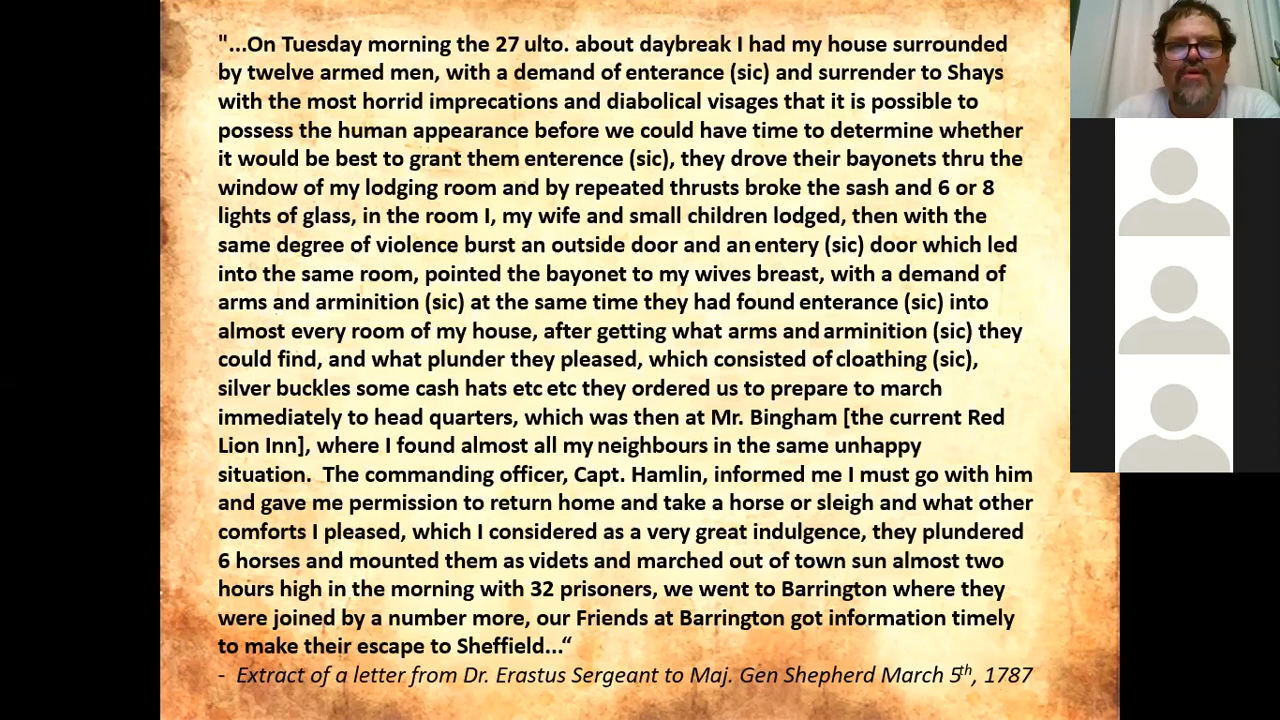 "...On Tuesday morning the 27 ulto. about daybreak I had my house surrounded
by twelve armed men, with a demand of enterance (sic) and surrender to Shays
with the most horrid imprecations and diabolical visages that it is possible to
possess the human appearance before we could have time to determine whether
it would be best to grant them enterence (sic), they drove their bayonets thru the
window of my lodging room and by repeated thrusts broke the sash and 6 or 8
lights of glass, in the room I, my wife and small children lodged, then with the
same degree of violence burst an outside door and an entery (sic) door which led
into the same room, pointed the bayonet to my wives breast, with a demand of
arms and arminition (sic) at the same time they had found enterance (sic) into
almost every room of my house, after getting what arms and arminition (sic) they
could find, and what plunder they pleased, which consisted of cloathing (sic),
silver buckles some cash hats etc etc they ordered us to prepare to march
immediately to head quarters, which was then at Mr. Bingham [the current Red
Lion Inn], where I found almost all my neighbours in the same unhappy
situation.  The commanding officer, Capt. Hamlin, informed me I must go with him
and gave me permission to return home and take a horse or sleigh and what other
comforts I pleased, which I considered as a very great indulgence, they plundered
6 horses and mounted them as videts and marched out of town sun almost two
hours high in the morning with 32 prisoners, we went to Barrington where they
were joined by a number more, our Friends at Barrington got information timely
to make their escape to Sheffield...“
- Extract of a letter from Dr. Erastus Sergeant to Maj. Gen Shepherd March 5th, 1787